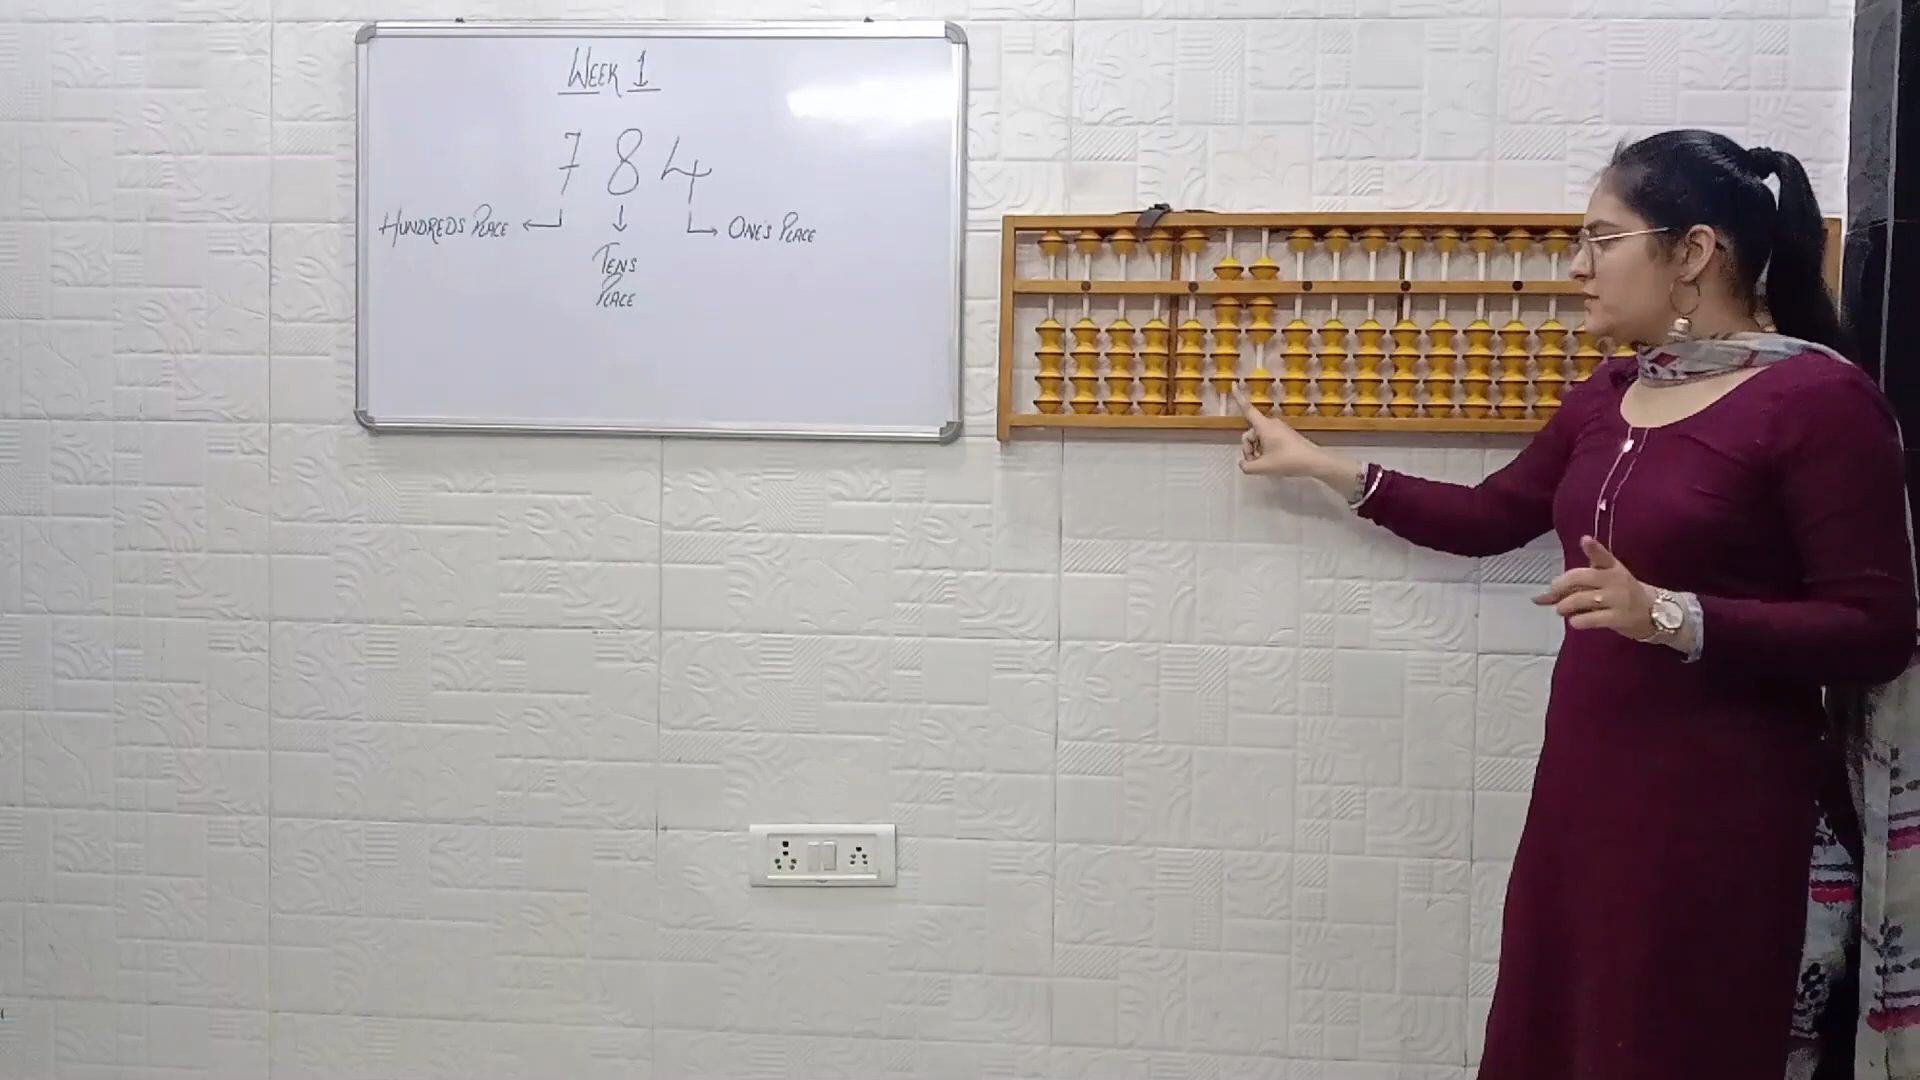 WEEK 1
7 8 4
HUNDREDS PLACE
TENS
PLACE
ONE'S PLACE